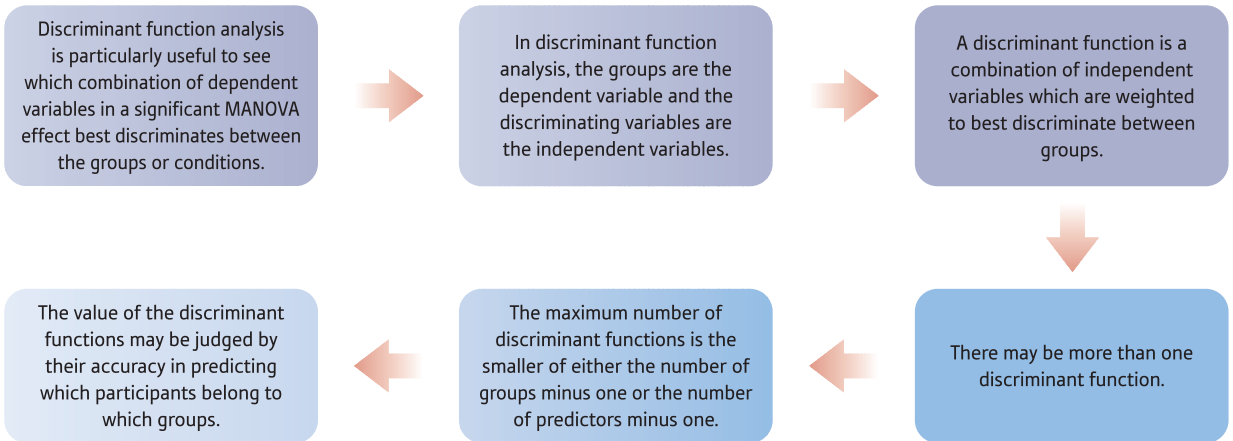 Discriminant function analysis
is particularly useful to see
which combination of dependent
variables in a significant MANOVA
effect best discriminates between
the groups or conditions.
In discriminant function
analysis, the groups are the
dependent variable and the
discriminating variables are
the independent variables.
A discriminant function is a
combination of independent
variables which are weighted
to best discriminate between
groups.
There may be more than one
discriminant function.
The maximum number of
discriminant functions is the
smaller of either the number of
groups minus one or the number
of predictors minus one.
The value of the discriminant
functions may be judged by
their accuracy in predicting
which participants belong to
which groups.